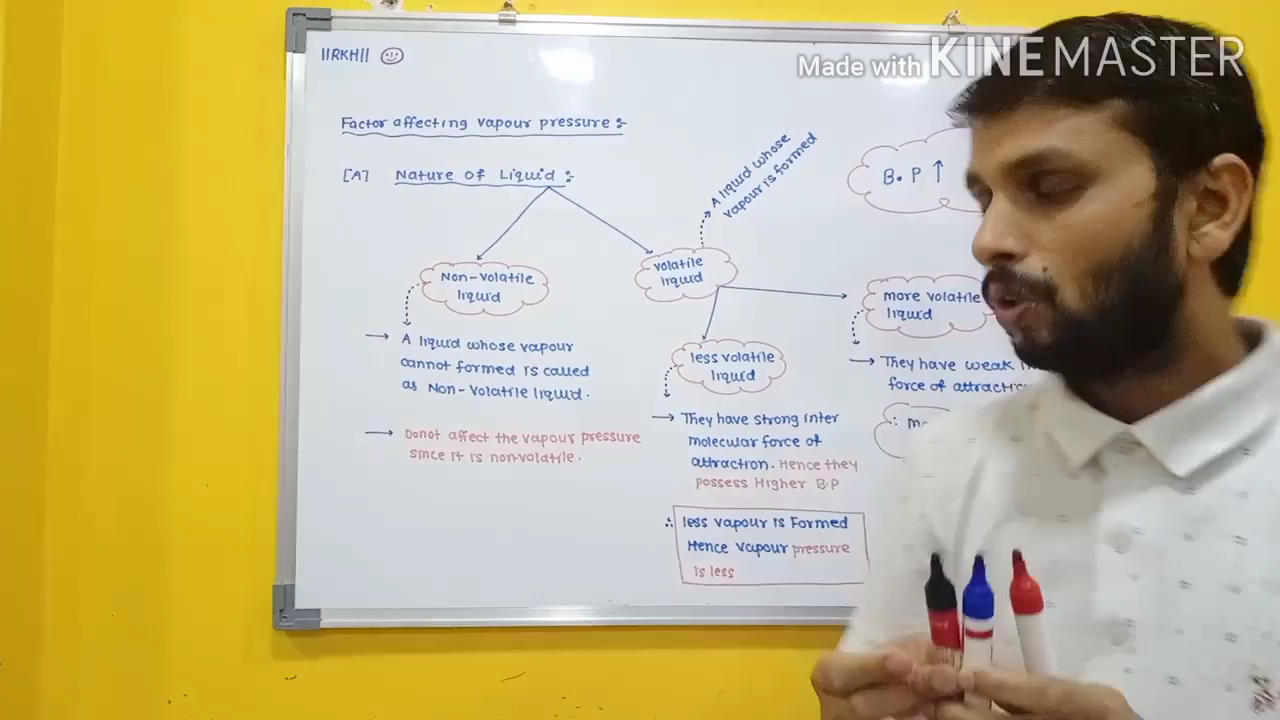 Made with KINEMASTER
||RKH||
Factor affecting vapour pressure :-
[A] Nature of Liquid :-
A liquid whose
vapour is formed
B.P ↑
Non-volatile
liquid
volatile
liquid
more volatile
liquid
less volatile
liquid
→ A liquid whose vapour
cannot formed is called
as Non-Volatile liquid.
→ Donot affect the vapour pressure
since it is non-volatile.
→ They have strong inter
molecular force of
attraction. Hence they
possess Higher B.P
∴ less vapour is Formed
Hence vapour pressure
is less
→ They have weak
force of
∴